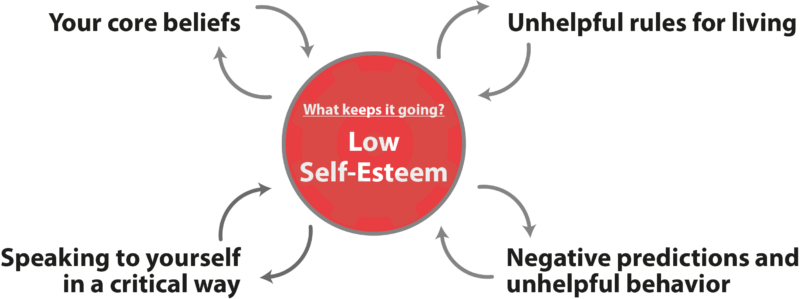 Your core beliefs
Unhelpful rules for living
What keeps it going?
Low
Self-Esteem
Speaking to yourself
in a critical way
Negative predictions and
unhelpful behavior